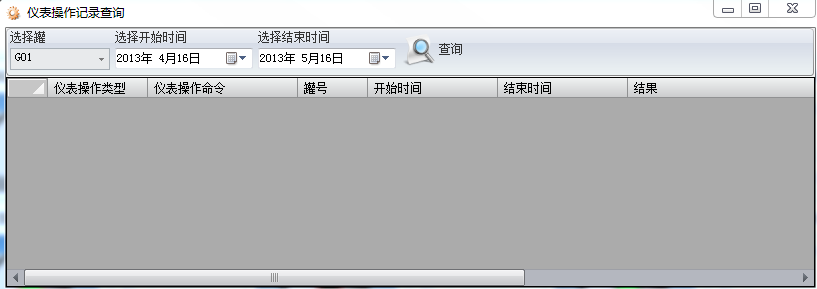 仪表操作记录查询
选择罐 选择开始时间 选择结束时间
G01 2013年 4月16日 2013年 5月16日 查询
仪表操作类型 仪表操作命令 罐号 开始时间 结束时间 结果